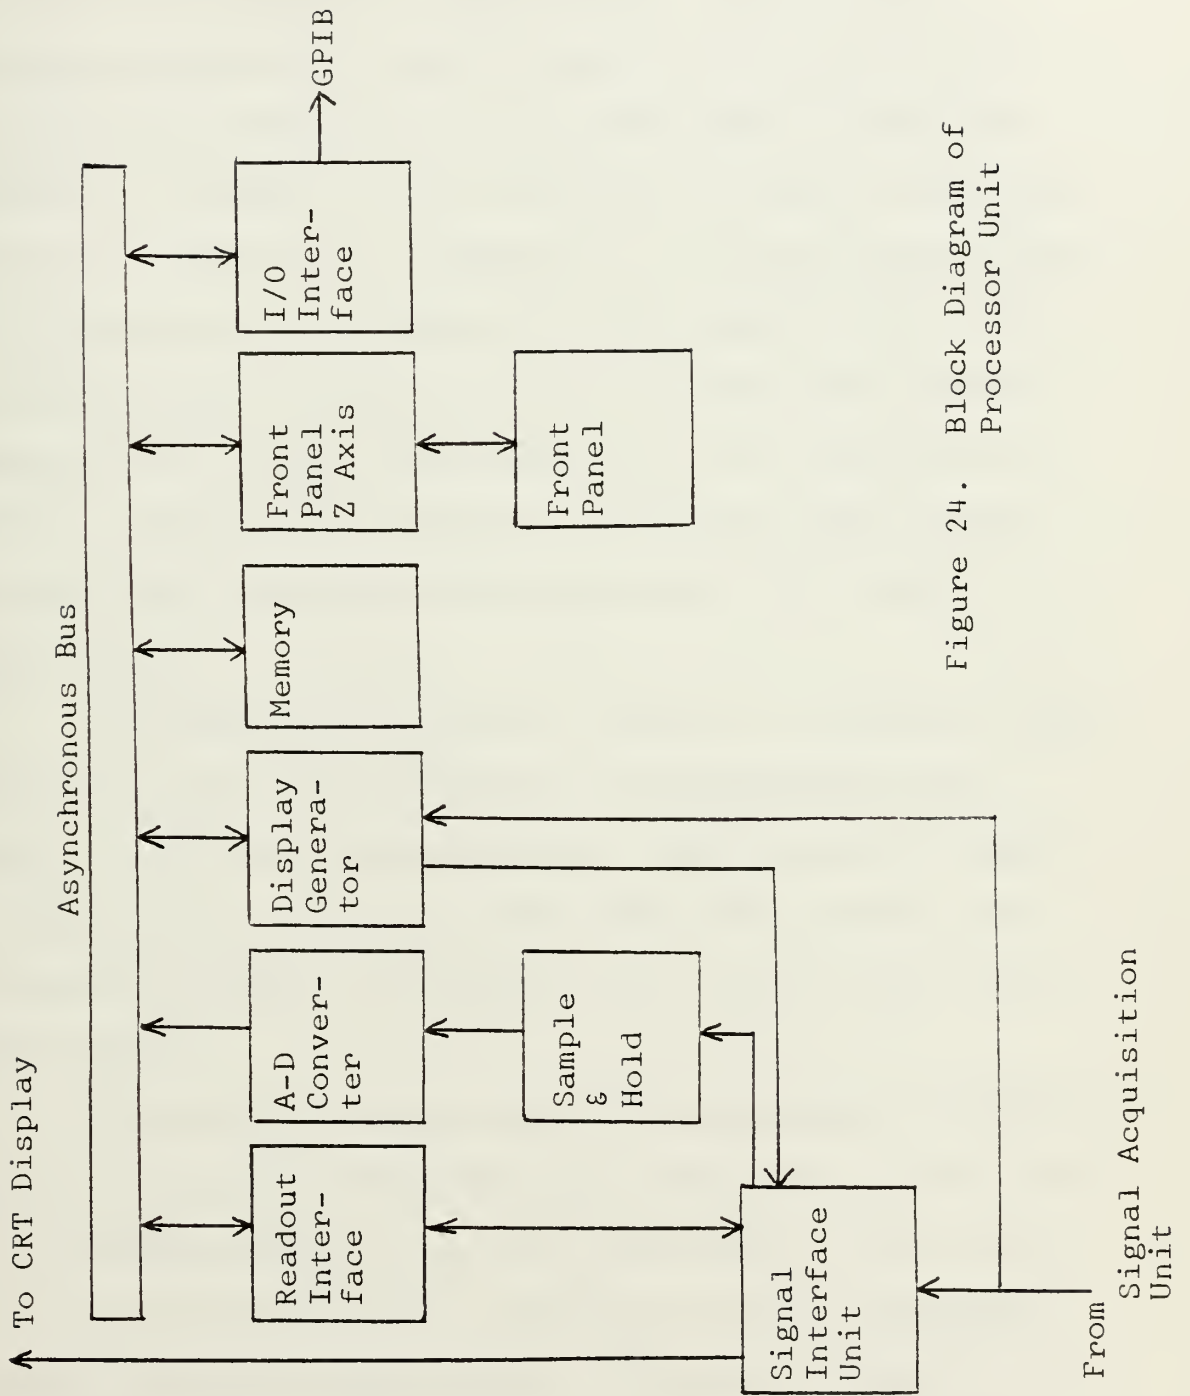 To CRT Display
Asynchronous Bus
Readout
Inter-
face
A-D
Conver-
ter
Display
Genera-
tor
Memory
Front
Panel
Z Axis
I/O
Inter-
face
GPIB
Sample
&
Hold
Front
Panel
Signal
Interface
Unit
From
Signal Acquisition
Unit
Figure 24. Block Diagram of
Processor Unit